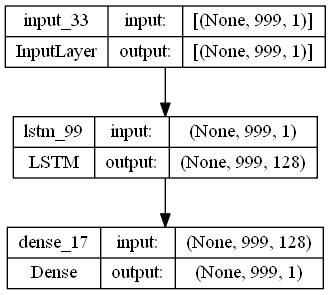 input_33 input: [(None, 999, 1)]
InputLayer output: [(None, 999, 1)]
lstm_99 input: (None, 999, 1)
LSTM output: (None, 999, 128)
dense_17 input: (None, 999, 128)
Dense output: (None, 999, 1)